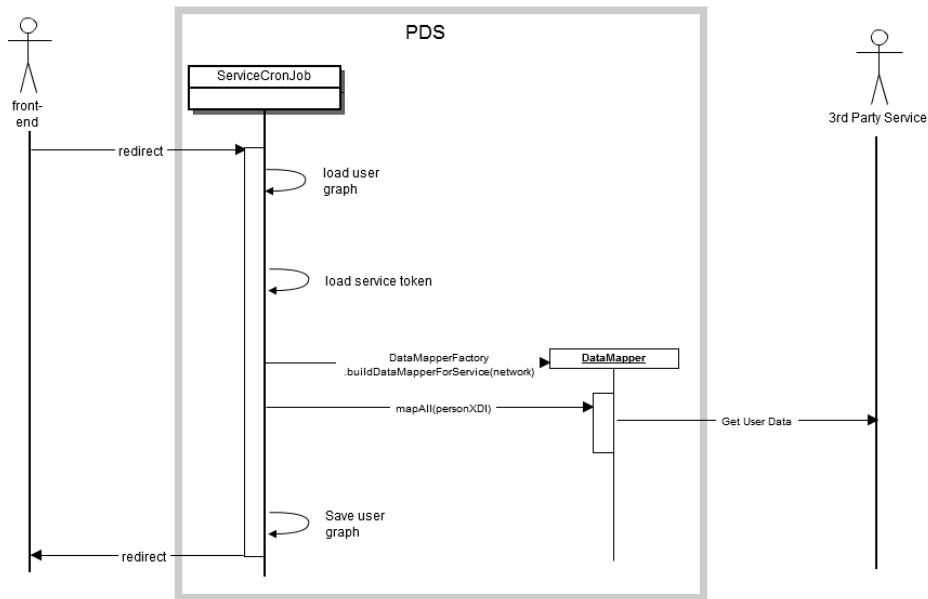 PDS
ServiceCronJob
front-
end
3rd Party Service
redirect
load user
graph
load service token
DataMapperFactory
.buildDataMapperForService(network)
DataMapper
mapAll(personXDI)
Get User Data
Save user
graph
redirect